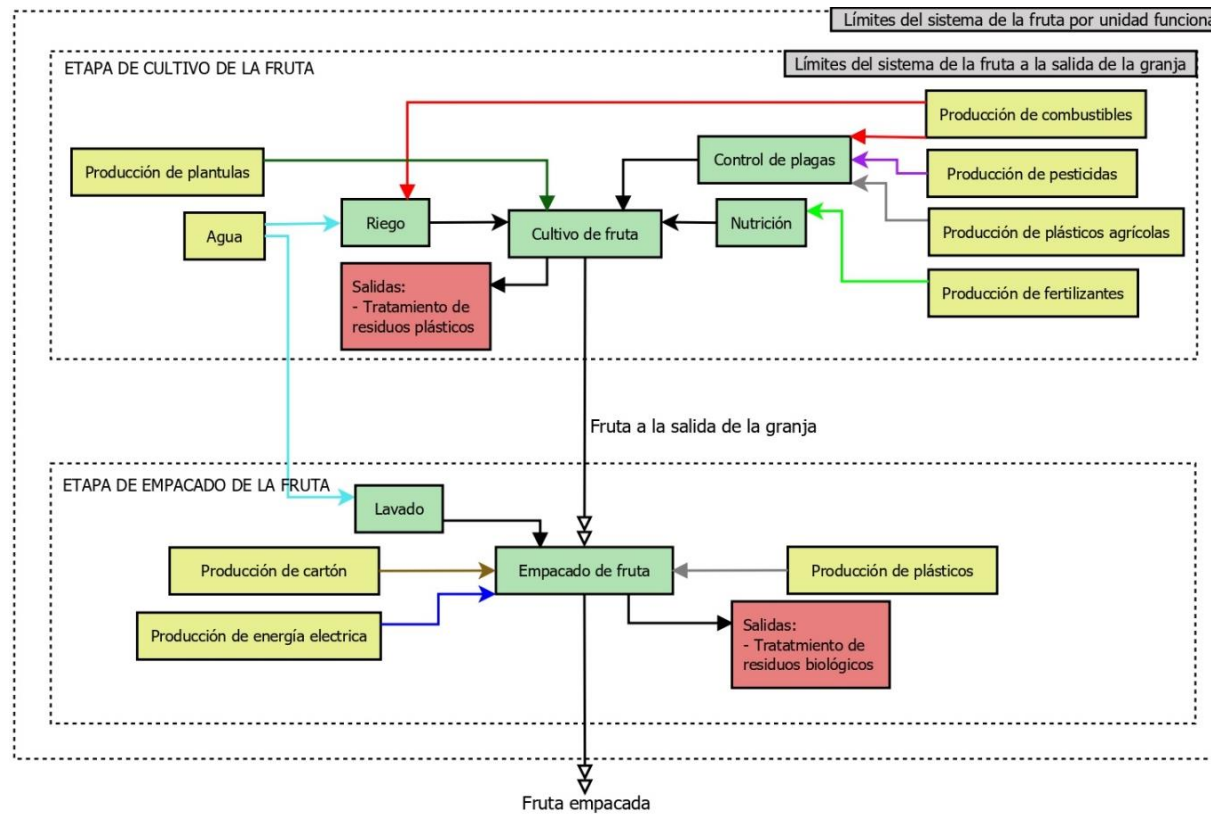 Límites del sistema de la fruta por unidad funciona
ETAPA DE CULTIVO DE LA FRUTA
Límites del sistema de la fruta a la salida de la granja
Producción de combustibles
Control de plagas
Producción de plantulas
Producción de pesticidas
Riego
Nutrición
Agua
Cultivo de fruta
Producción de plásticos agrícolas
Salidas:
- Tratamiento de
residuos plásticos
Producción de fertilizantes
Fruta a la salida de la granja
ETAPA DE EMPACADO DE LA FRUTA
Lavado
Producción de cartón
Empacado de fruta
Producción de plásticos
Producción de energía electrica
Salidas:
- Tratatmiento de
residuos biológicos
Fruta empacada